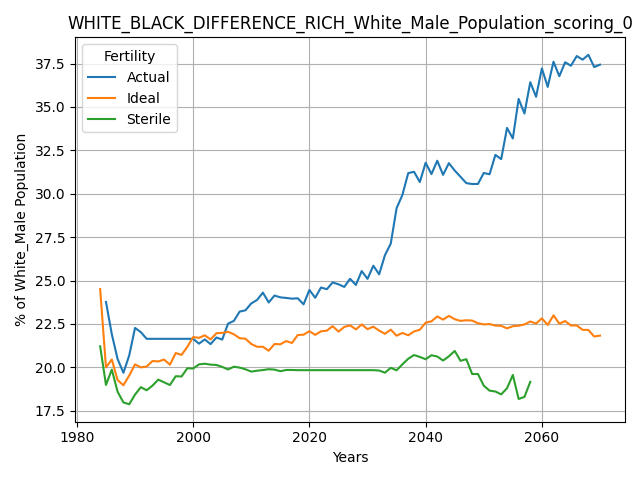 WHITE_BLACK_DIFFERENCE_RICH_White_Male_Population_scoring_0
Fertility
Actual
Ideal
Sterile
% of White_Male Population
37.5
35.0
32.5
30.0
27.5
25.0
22.5
20.0
17.5
1980
2000
2020
2040
2060
Years